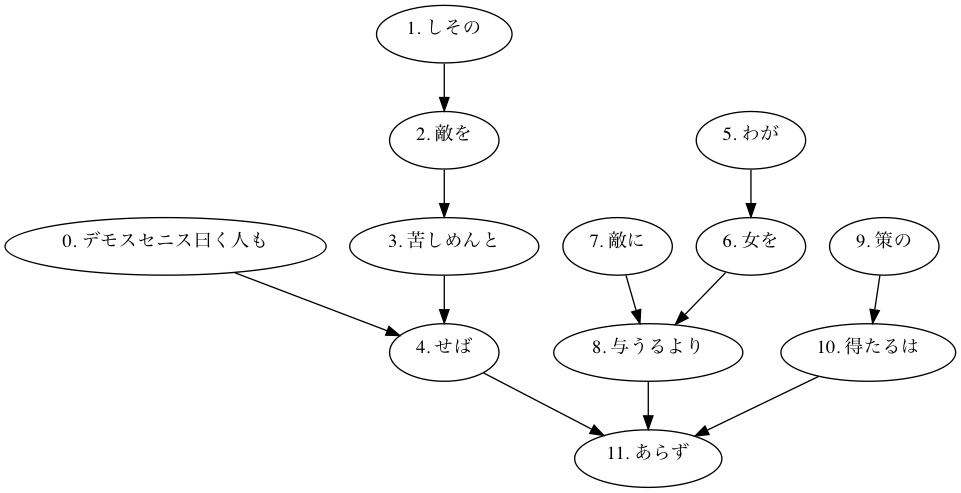 0. デモスセニス曰く人も
1. しその
2. 敵を
3. 苦しめんと
4. せば
5. わが
6. 女を
7. 敵に
8. 与うるより
9. 策の
10. 得たるは
11. あらず